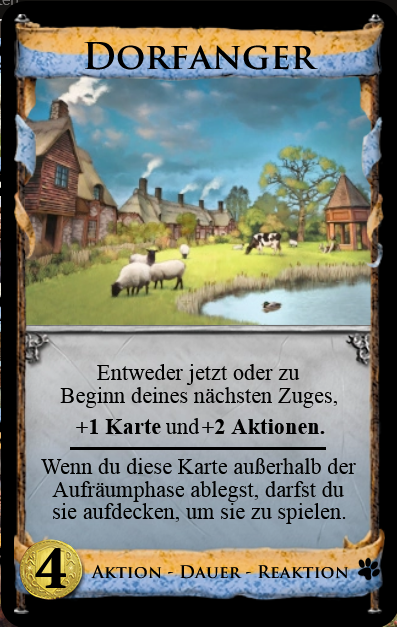 DORFANGER
Entweder jetzt oder zu
Beginn deines nächsten Zuges,
+1 Karte und +2 Aktionen.
Wenn du diese Karte außerhalb der
Aufräumphase ablegst, darfst du
sie aufdecken, um sie zu spielen.
4
AKTION - DAUER - REAKTION